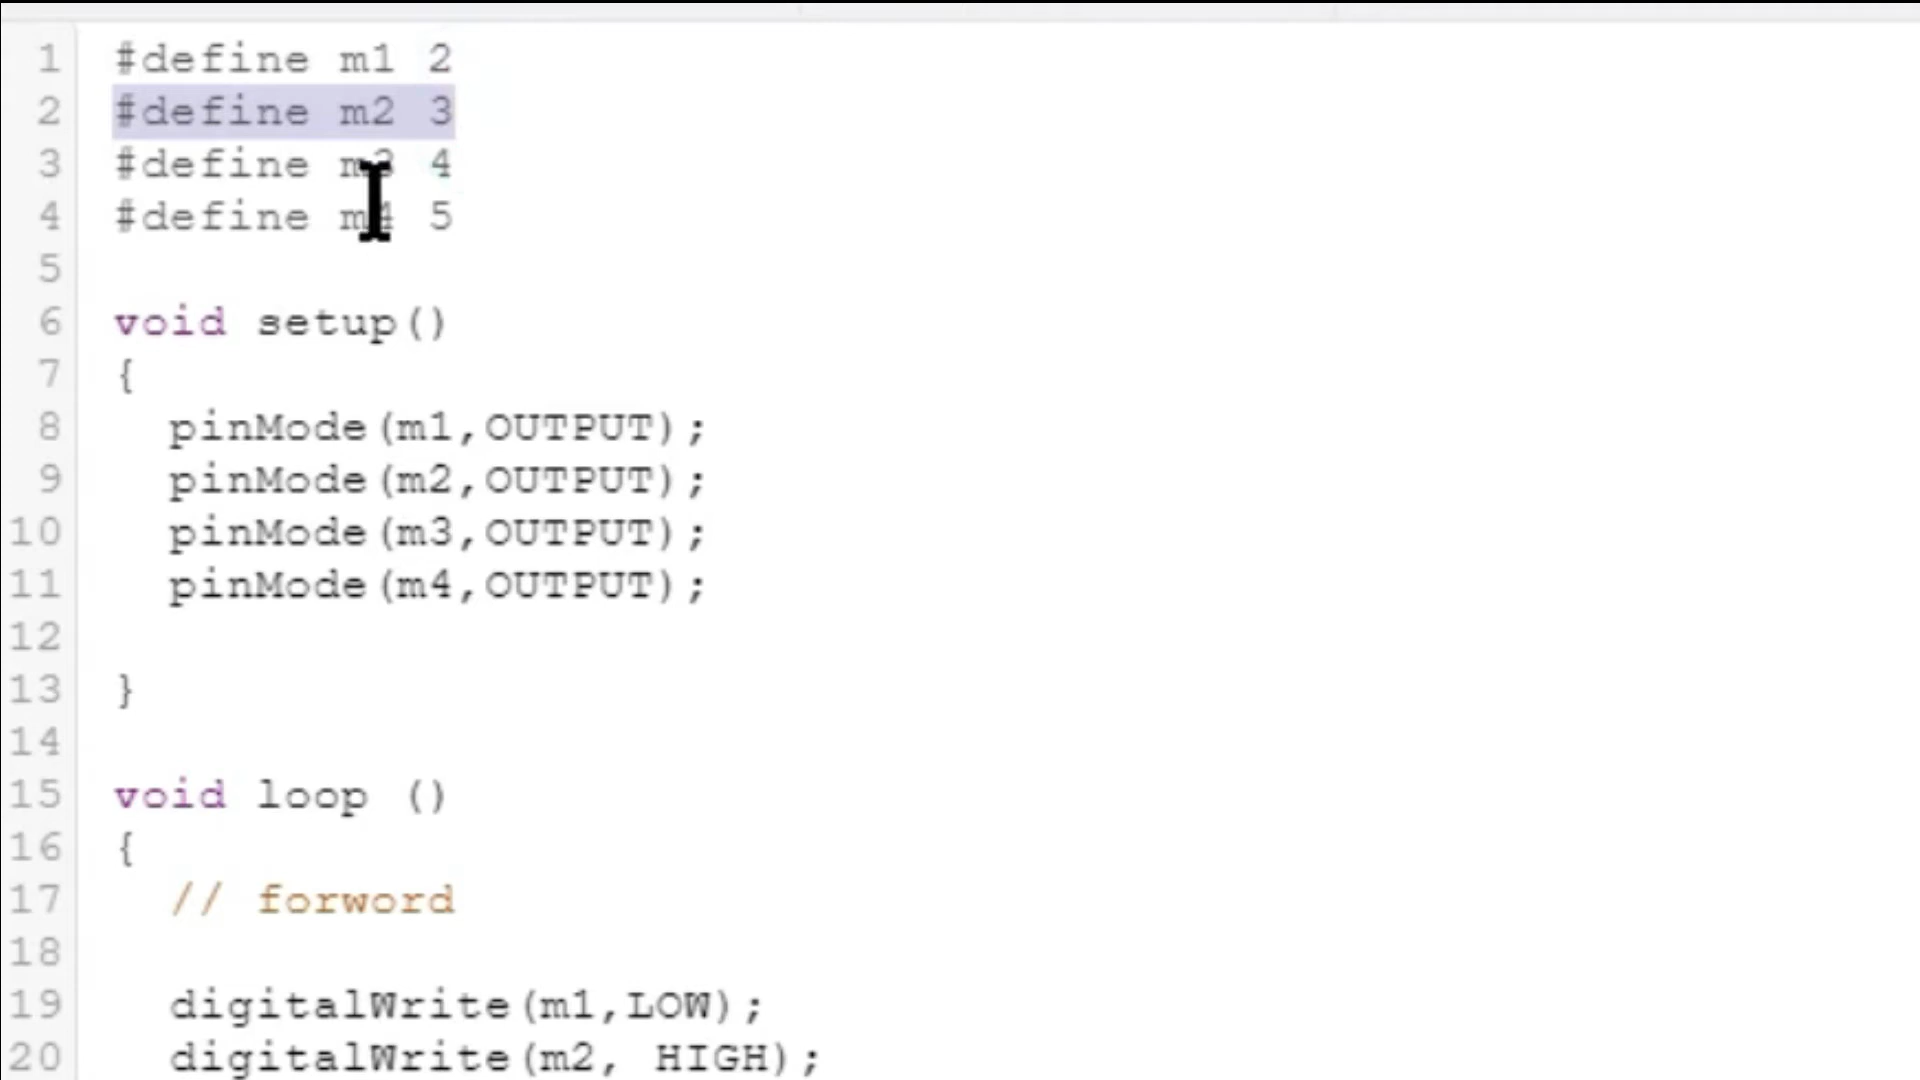 1 #define m1 2
2 #define m2 3
3 #define m3 4
4 #define m4 5
5
6 void setup()
7 {
8 pinMode(m1,OUTPUT);
9 pinMode(m2,OUTPUT);
10 pinMode(m3,OUTPUT);
11 pinMode(m4,OUTPUT);
12
13 }
14
15 void loop ()
16 {
17 // forword
18
19 digitalWrite(m1,LOW);
20 digitalWrite(m2, HIGH);